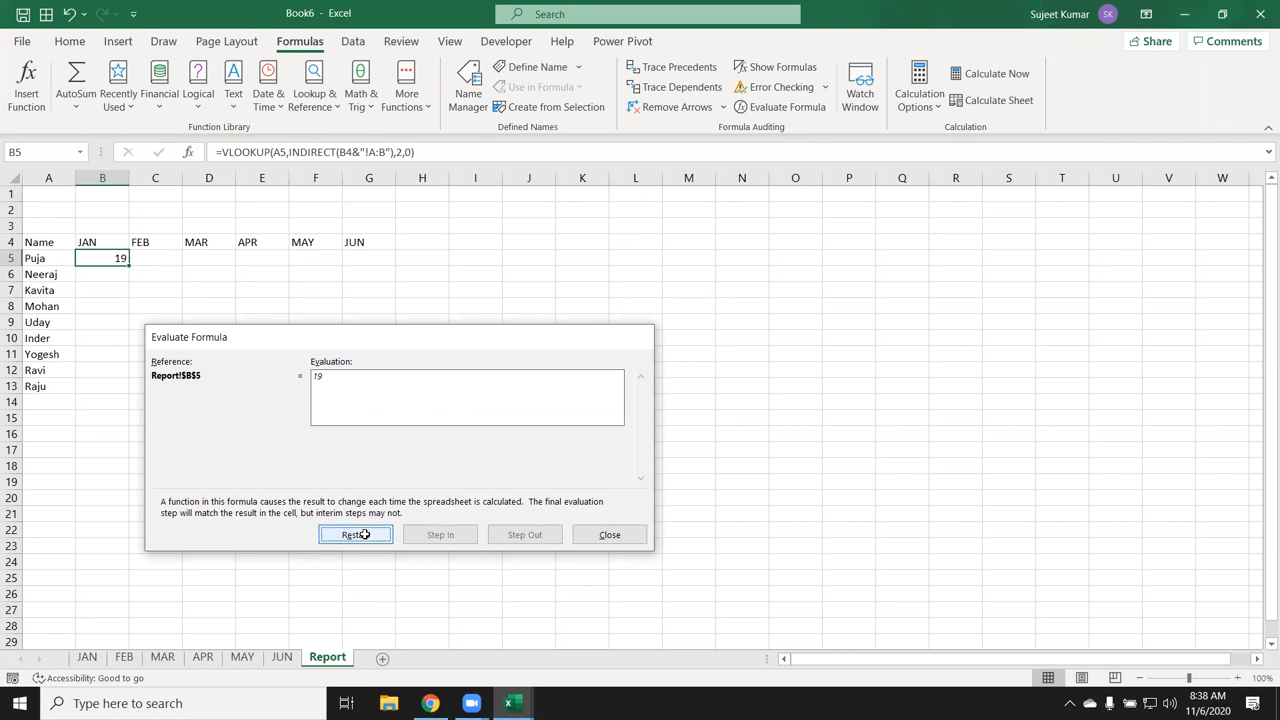 Book6 - Excel
Search
Sujeet Kumar
SK
File Home Insert Draw Page Layout Formulas Data Review View Developer Help Power Pivot
Share
Comments
Insert Function
AutoSum
Recently Used
Financial
Logical
Text
Date & Time
Lookup & Reference
Math & Trig
More Functions
Function Library
Name Manager
Define Name
Use in Formula
Create from Selection
Defined Names
Trace Precedents
Trace Dependents
Remove Arrows
Show Formulas
Error Checking
Evaluate Formula
Formula Auditing
Watch Window
Calculation Options
Calculate Now
Calculate Sheet
Calculation
B5
fx
=VLOOKUP(A5,INDIRECT(B4&"!A:B"),2,0)
A B C D E F G H I J K L M N O P Q R S T U V W
1
2
3
4 Name JAN FEB MAR APR MAY JUN
5 Puja 19
6 Neeraj
7 Kavita
8 Mohan
9 Uday
10 Inder
11 Yogesh
12 Ravi
13 Raju
14
15
16
17
18
19
20
21
22
23
24
25
26
27
28
29
Evaluate Formula
Reference:
Evaluation:
Report!$B$5
=
19
A function in this formula causes the result to change each time the spreadsheet is calculated. The final evaluation
step will match the result in the cell, but interim steps may not.
Step In
Step Out
Close
JAN FEB MAR APR MAY JUN Report
Accessibility: Good to go
100%
Type here to search
8:38 AM
11/6/2020